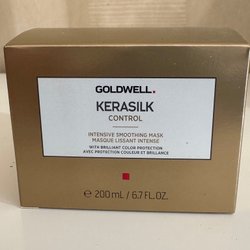 GOLDWELL.
KERASILK
CONTROL
INTENSIVE SMOOTHING MASK
MASQUE LISSANT INTENSE
WITH BRILLIANT COLOR PROTECTION
AVEC PROTECTION COULEUR ET BRILLANCE
℮ 200 mL / 6.7 FL.OZ.